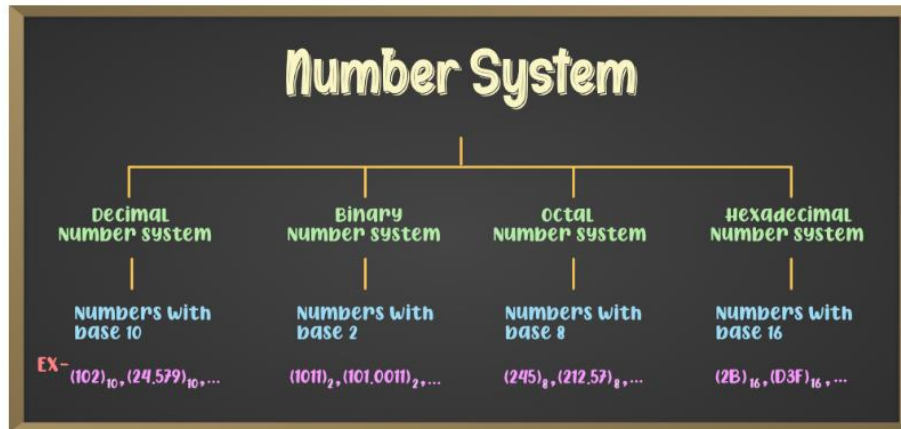 Number System
Decimal
Number system
Numbers with
base 10
EX- (102)₁₀, (24.579)₁₀, ...
Binary
Number system
Numbers with
base 2
(1011)₂, (101.0011)₂, ...
Octal
Number system
Numbers with
base 8
(245)₈, (212.57)₈, ...
Hexadecimal
Number system
Numbers with
base 16
(2B)₁₆, (D3F)₁₆, ...